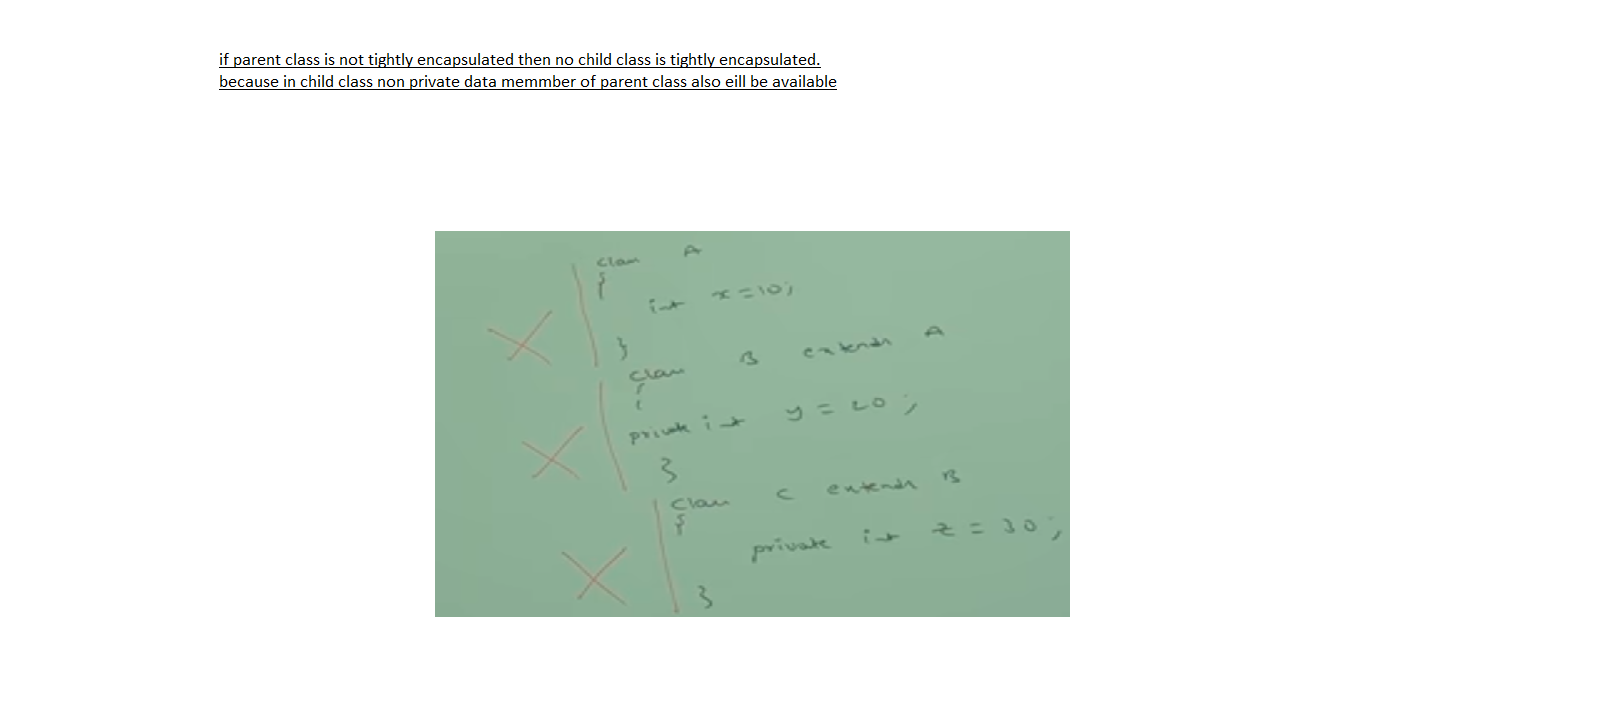 if parent class is not tightly encapsulated then no child class is tightly encapsulated.
because in child class non private data memmber of parent class also eill be available
class A
{
int x=10;
}
class B extends A
{
private int y = 20;
}
class C extends B
{
private int z = 30;
}